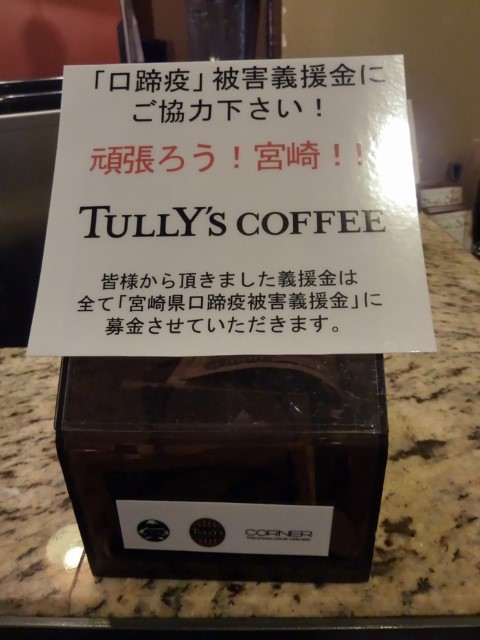 「口蹄疫」被害義援金に
ご協力下さい！
頑張ろう！宮崎！！
TULLY'S COFFEE
皆様から頂きました義援金は
全て「宮崎県口蹄疫被害義援金」に
募金させていただきます。
TULLY'S
CORNER